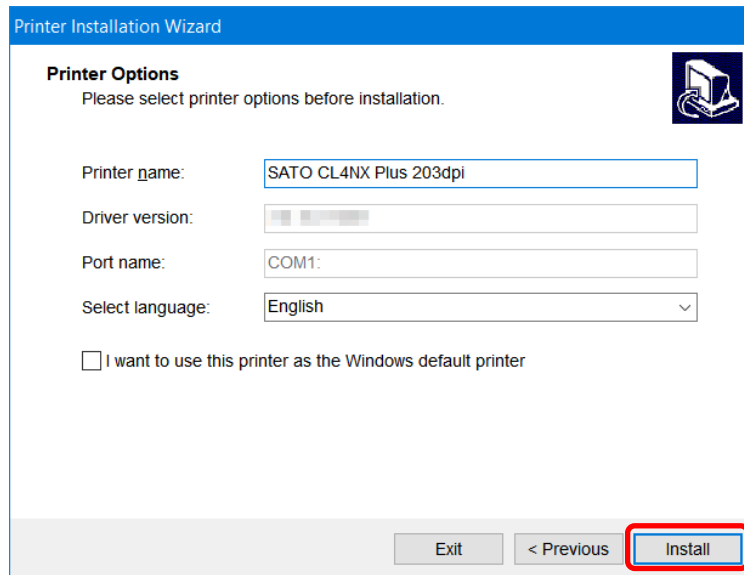 Printer Installation Wizard
Printer Options
Please select printer options before installation.
Printer name: SATO CL4NX Plus 203dpi
Driver version:
Port name: COM1:
Select language: English
I want to use this printer as the Windows default printer
Exit < Previous Install